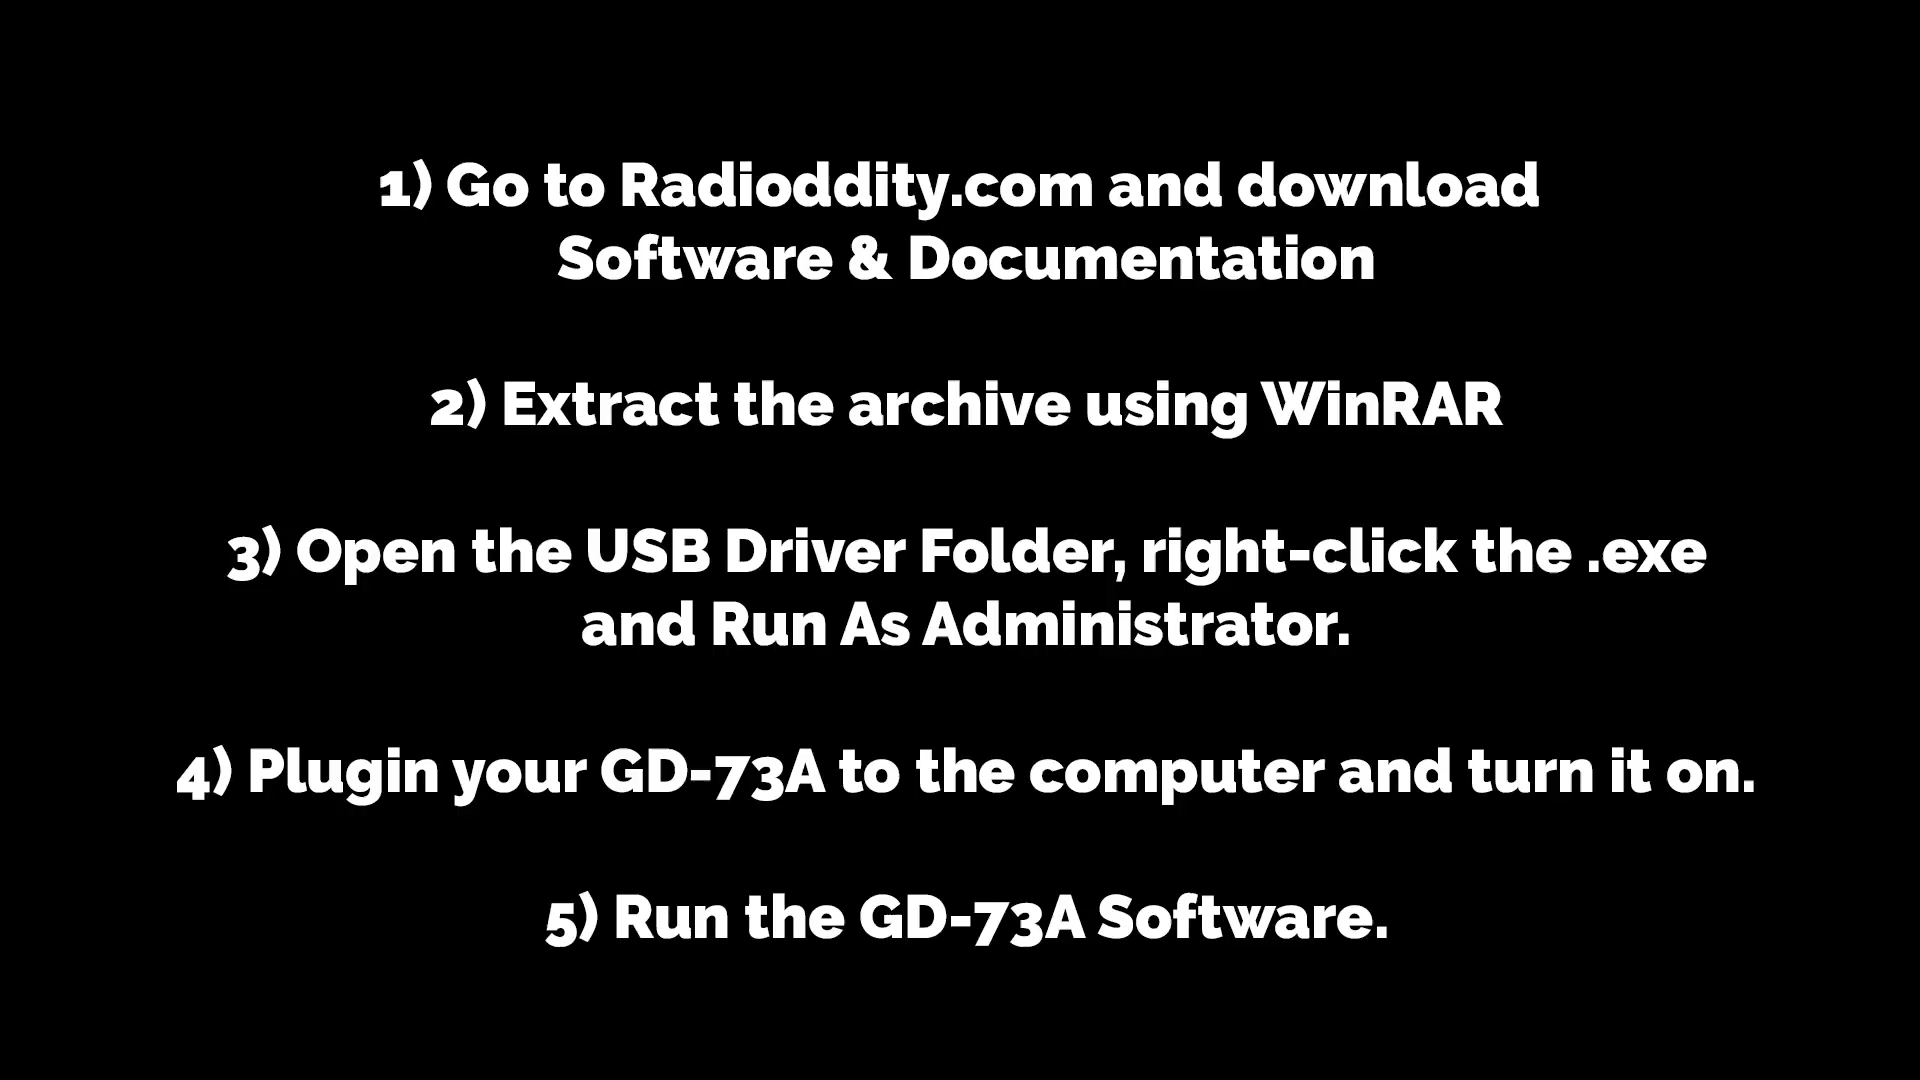 1) Go to Radioddity.com and download
Software & Documentation
2) Extract the archive using WinRAR
3) Open the USB Driver Folder, right-click the .exe
and Run As Administrator.
4) Plugin your GD-73A to the computer and turn it on.
5) Run the GD-73A Software.